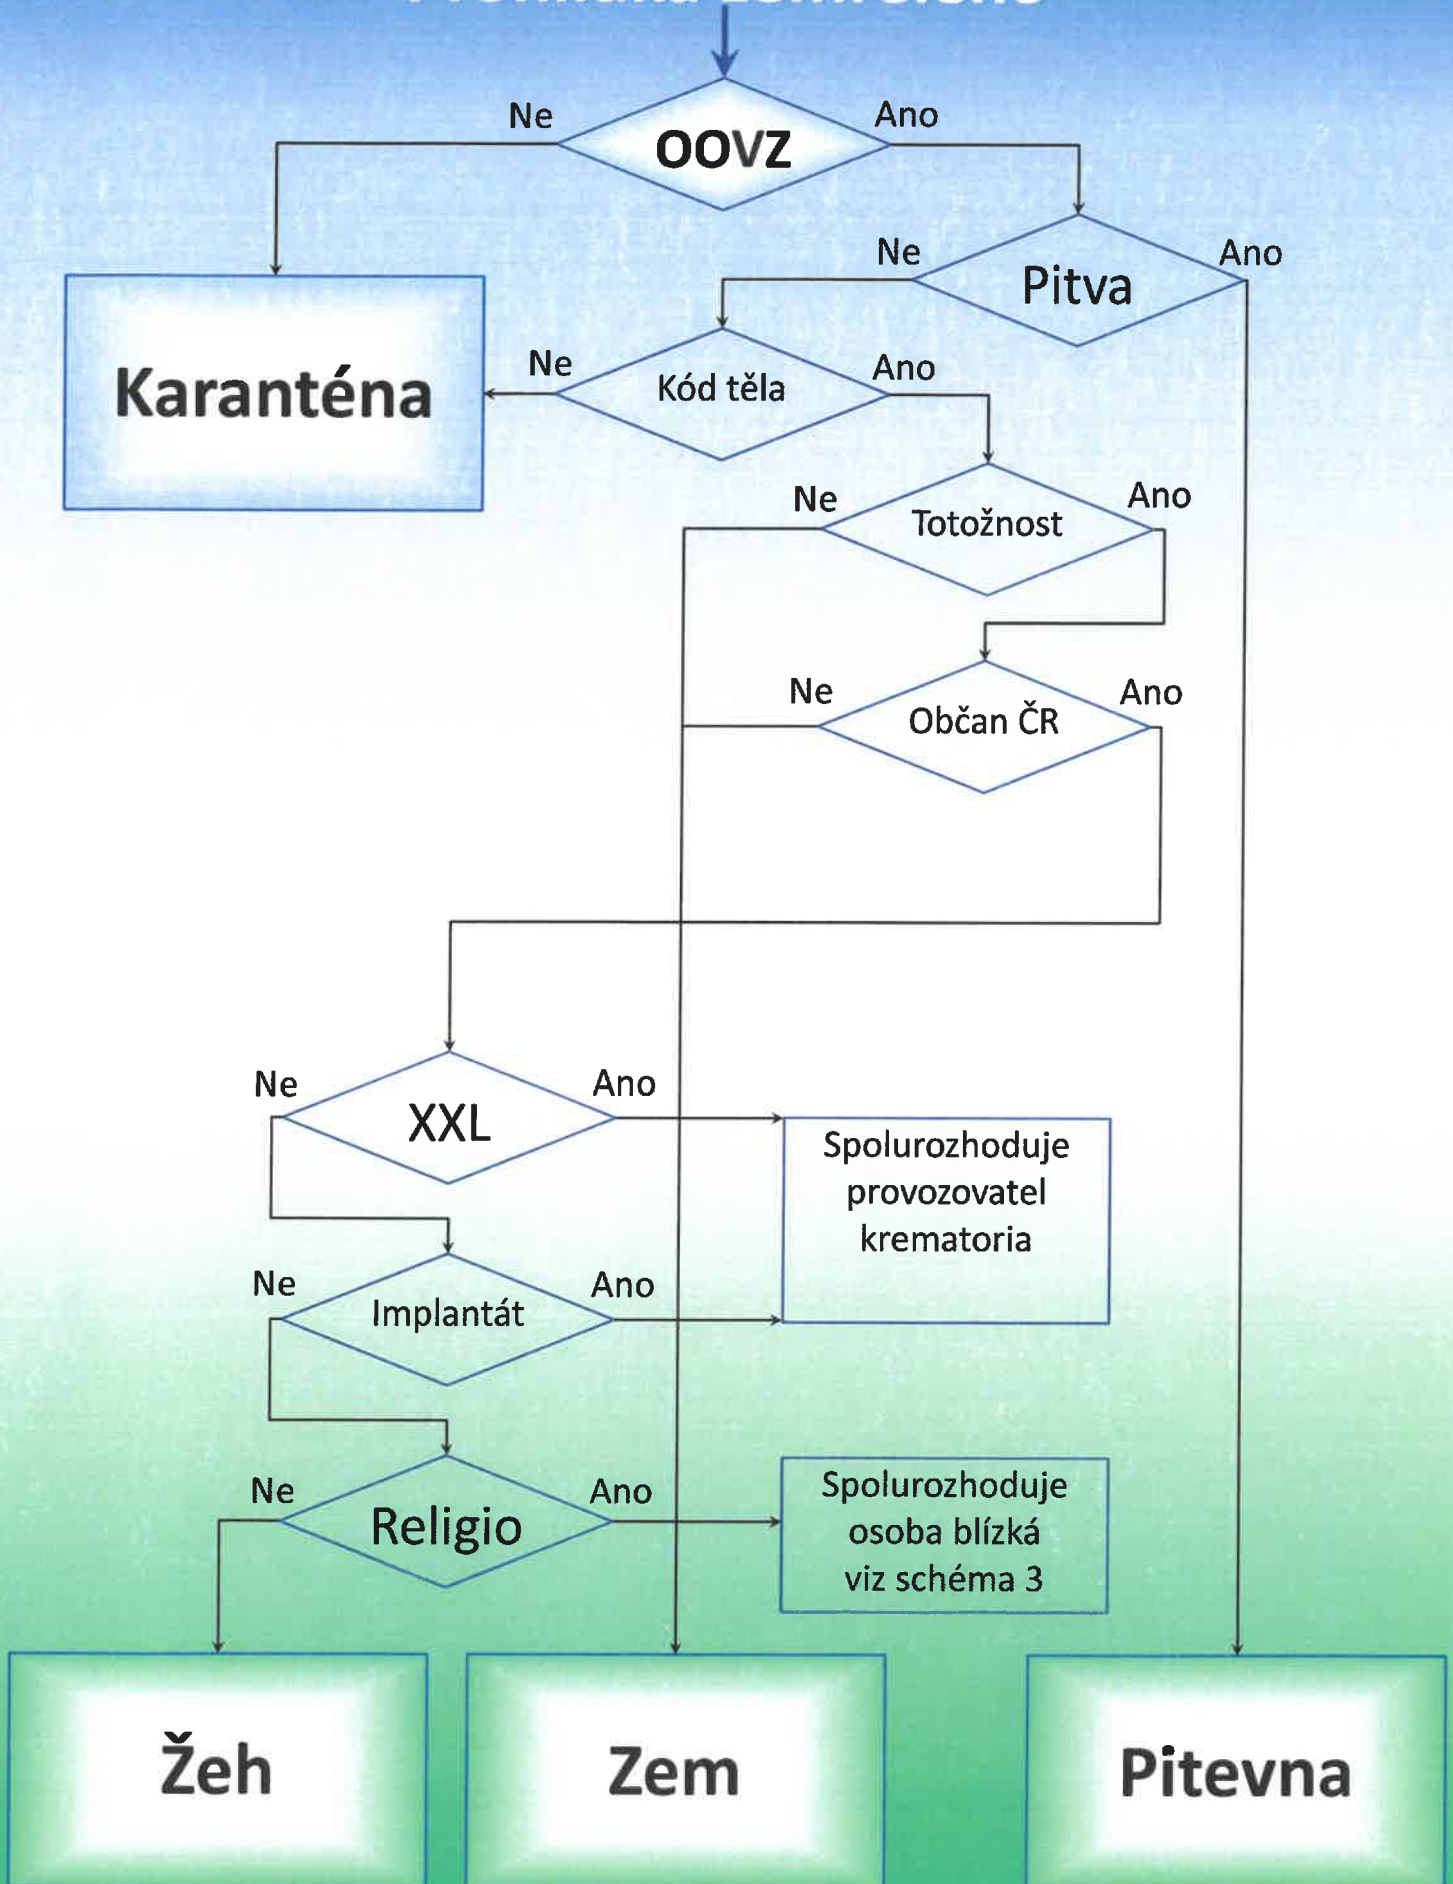 Ne
Ano
OOVZ
Ne
Ano
Pitva
Karanténa
Ne
Ano
Kód těla
Ne
Ano
Totožnost
Ne
Ano
Občan ČR
Ne
Ano
XXL
Spolurozhoduje
provozovatel
krematoria
Ne
Ano
Implantát
Ne
Ano
Religio
Spolurozhoduje
osoba blízká
viz schéma 3
Žeh
Zem
Pitevna